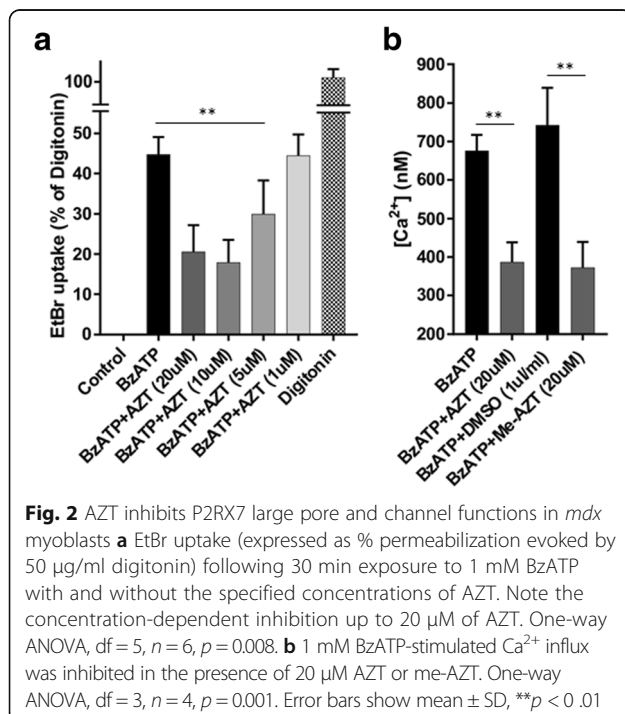 a
**
100
50
40
30
20
10
0
EtBr uptake (% of Digitonin)
Control
BzATP
BzATP+AZT (20uM)
BzATP+AZT (10uM)
BzATP+AZT (5uM)
BzATP+AZT (1uM)
Digitonin
b
**
**
900
800
700
600
500
400
300
200
[Ca²⁺] (nM)
BzATP
BzATP+AZT (20uM)
BzATP+DMSO (1ul/ml)
BzATP+Me-AZT (20uM)
Fig. 2 AZT inhibits P2RX7 large pore and channel functions in mdx
myoblasts a EtBr uptake (expressed as % permeabilization evoked by
50 μg/ml digitonin) following 30 min exposure to 1 mM BzATP
with and without the specified concentrations of AZT. Note the
concentration-dependent inhibition up to 20 μM of AZT. One-way
ANOVA, df = 5, n = 6, p = 0.008. b 1 mM BzATP-stimulated Ca²⁺ influx
was inhibited in the presence of 20 μM AZT or me-AZT. One-way
ANOVA, df = 3, n = 4, p = 0.001. Error bars show mean ± SD, **p < 0 .01